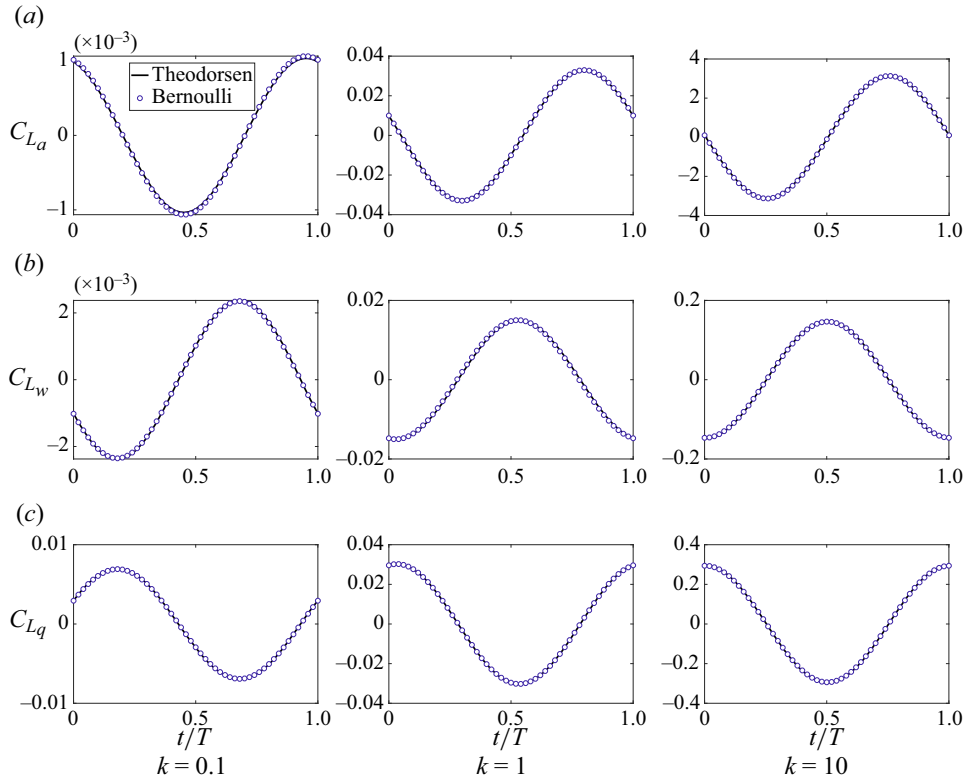 (a)
(×10⁻³)
1
0
–1
C_{L_a}
0 0.5 1.0
Theodorsen
Bernoulli
0.04
0.02
0
–0.02
–0.04
0 0.5 1.0
4
2
0
–2
–4
0 0.5 1.0
(b)
(×10⁻³)
2
0
–2
C_{L_w}
0 0.5 1.0
0.02
0
–0.02
0 0.5 1.0
0.2
0
–0.2
0 0.5 1.0
(c)
0.01
0
–0.01
C_{L_q}
0 0.5 1.0
t/T
k = 0.1
0.04
0.02
0
–0.02
–0.04
0 0.5 1.0
t/T
k = 1
0.4
0.2
0
–0.2
–0.4
0 0.5 1.0
t/T
k = 10